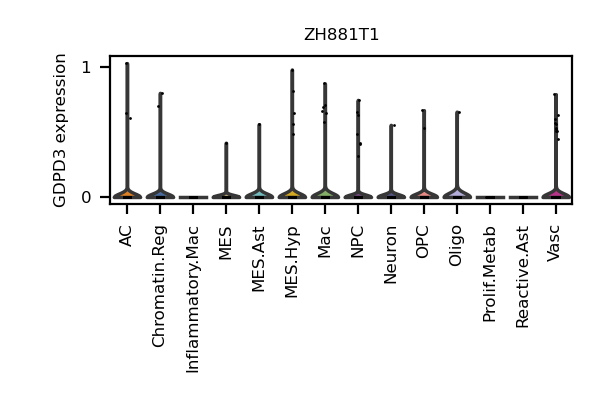 ZH881T1
GDPD3 expression
1
0
AC
Chromatin.Reg
Inflammatory.Mac
MES
MES.Ast
MES.Hyp
Mac
NPC
Neuron
OPC
Oligo
Prolif.Metab
Reactive.Ast
Vasc